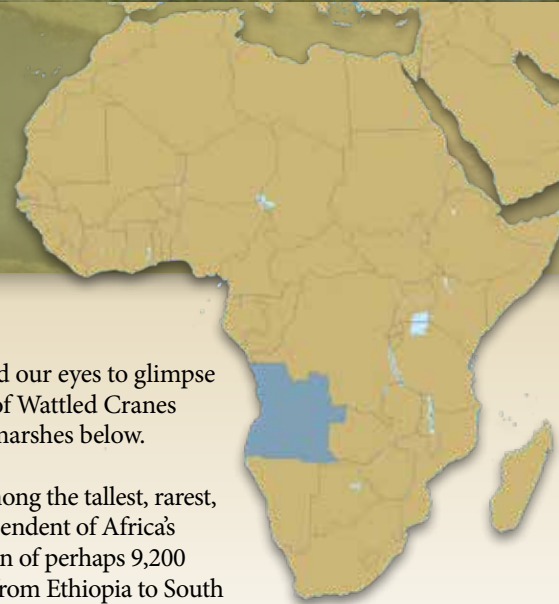 d our eyes to glimpse
of Wattled Cranes
marshes below.
ong the tallest, rarest,
endent of Africa's
n of perhaps 9,200
rom Ethiopia to South